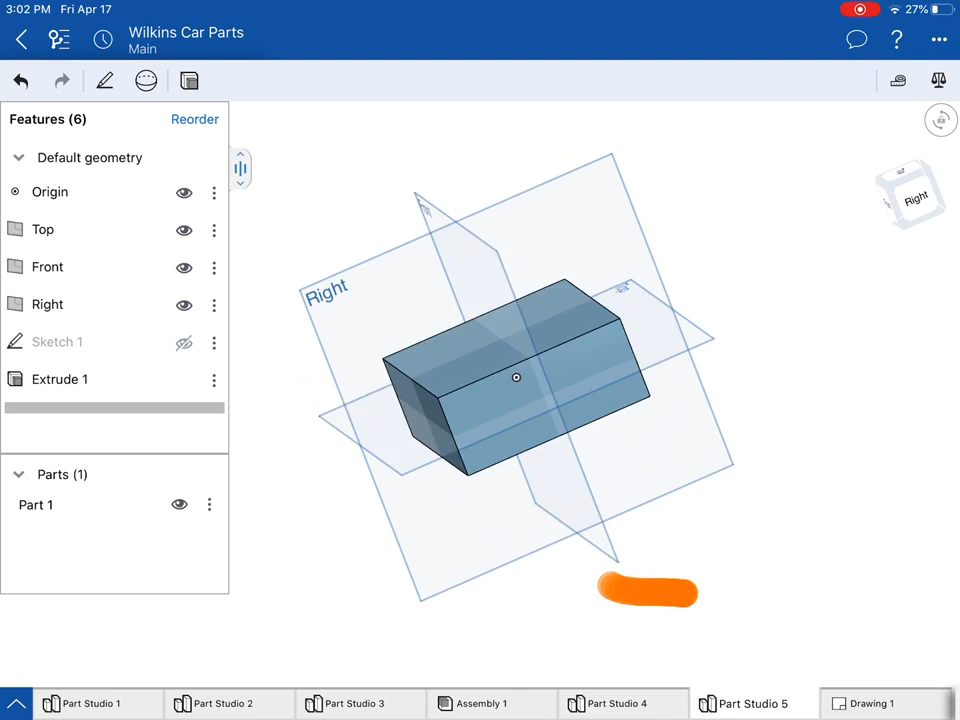 3:02 PM Fri Apr 17
27%
Wilkins Car Parts
Main
?
Features (6)
Reorder
Default geometry
Origin
Top
Front
Right
Sketch 1
Extrude 1
Parts (1)
Part 1
Right
Right
Part Studio 1
Part Studio 2
Part Studio 3
Assembly 1
Part Studio 4
Part Studio 5
Drawing 1